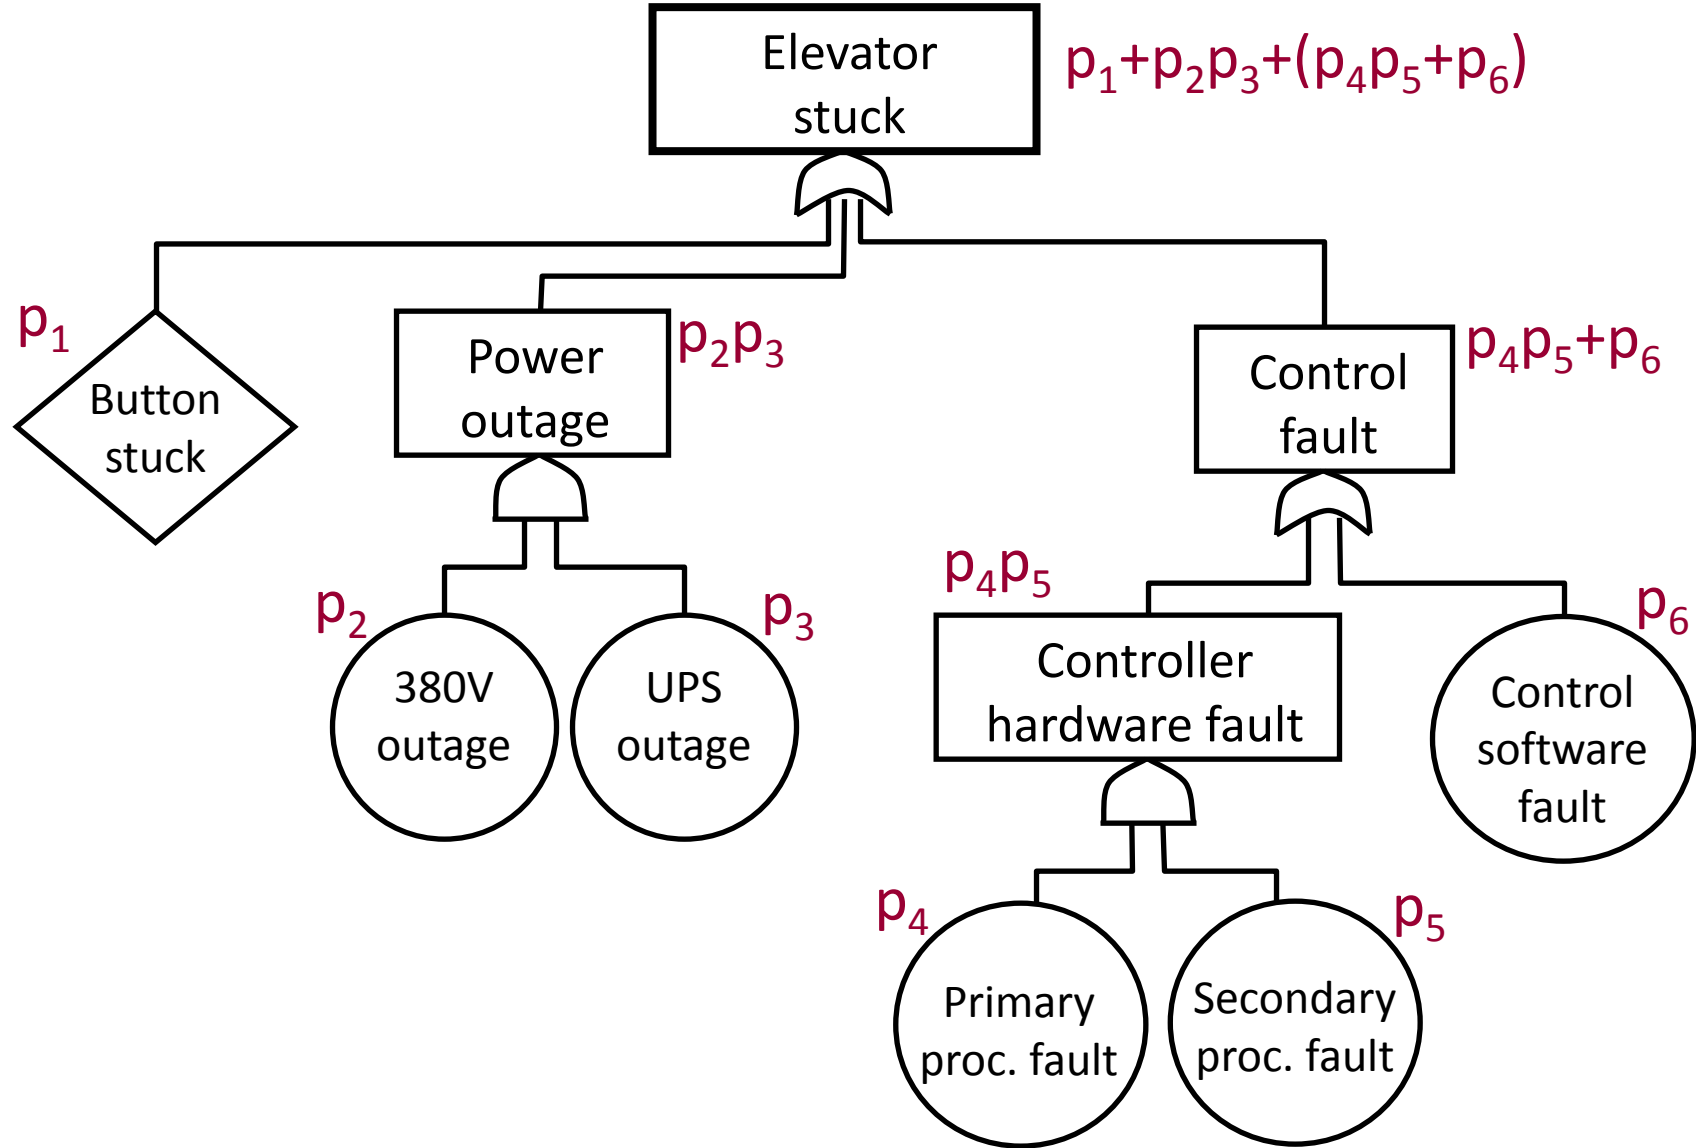 Elevator
stuck
p₁+p₂p₃+(p₄p₅+p₆)
p₁
Button
stuck
Power
outage
p₂p₃
Control
fault
p₄p₅+p₆
p₂
380V
outage
p₃
UPS
outage
p₄p₅
Controller
hardware fault
p₆
Control
software
fault
p₄
Primary
proc. fault
p₅
Secondary
proc. fault